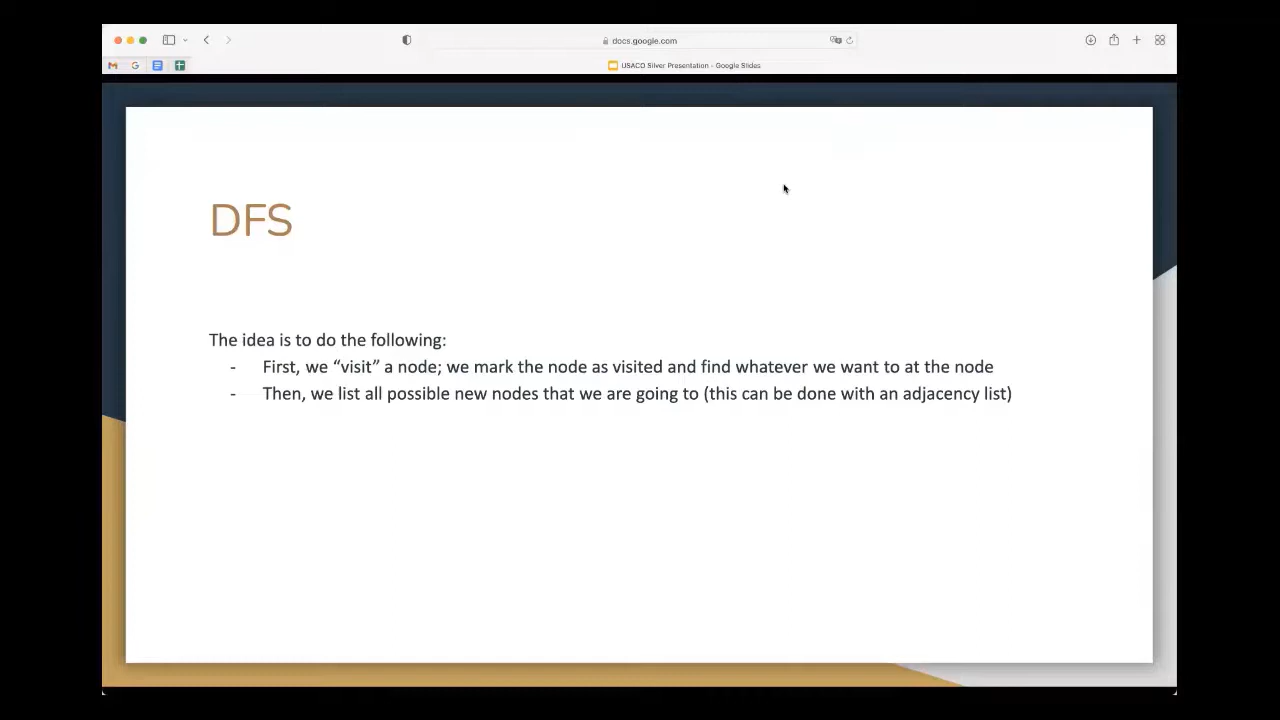 docs.google.com
USACO Silver Presentation - Google Slides
DFS
The idea is to do the following:
- First, we “visit” a node; we mark the node as visited and find whatever we want to at the node
- Then, we list all possible new nodes that we are going to (this can be done with an adjacency list)